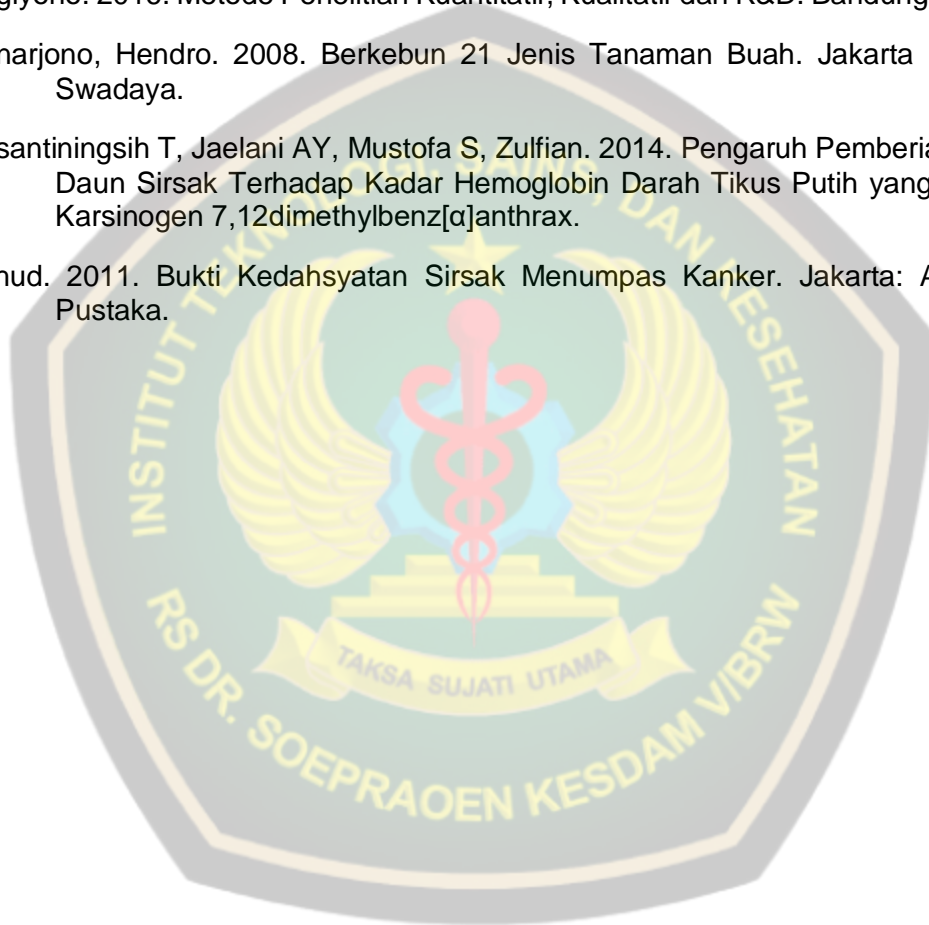 giyono. 2010. Metode Penelitian Kuantitatif, Kualitatif dan R&D. Bandung
narjono, Hendro. 2008. Berkebun 21 Jenis Tanaman Buah. Jakarta
Swadaya.
santiningsih T, Jaelani AY, Mustofa S, Zulfian. 2014. Pengaruh Pemberia
Daun Sirsak Terhadap Kadar Hemoglobin Darah Tikus Putih yang
Karsinogen 7,12dimethylbenz[α]anthrax.
nud. 2011. Bukti Kedahsyatan Sirsak Menumpas Kanker. Jakarta: A
Pustaka.
INSTITUT TEKNOLOGI, SAINS, DAN KESEHATAN
TAKSA SUJATI UTAMA
RS DR. SOEPRAOEN KESDAM V/BRW